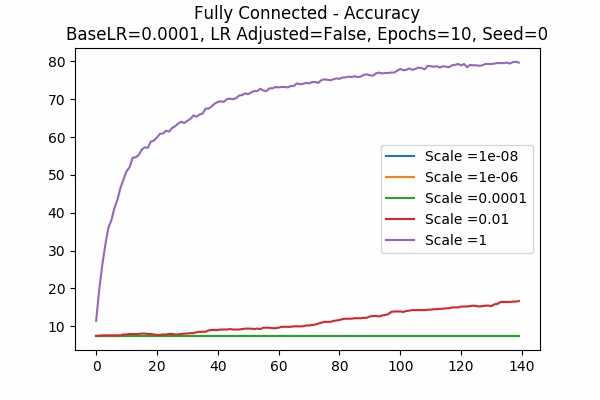 Fully Connected - Accuracy
BaseLR=0.0001, LR Adjusted=False, Epochs=10, Seed=0
80
70
60
50
40
30
20
10
Scale =1e-08
Scale =1e-06
Scale =0.0001
Scale =0.01
Scale =1
0 20 40 60 80 100 120 140